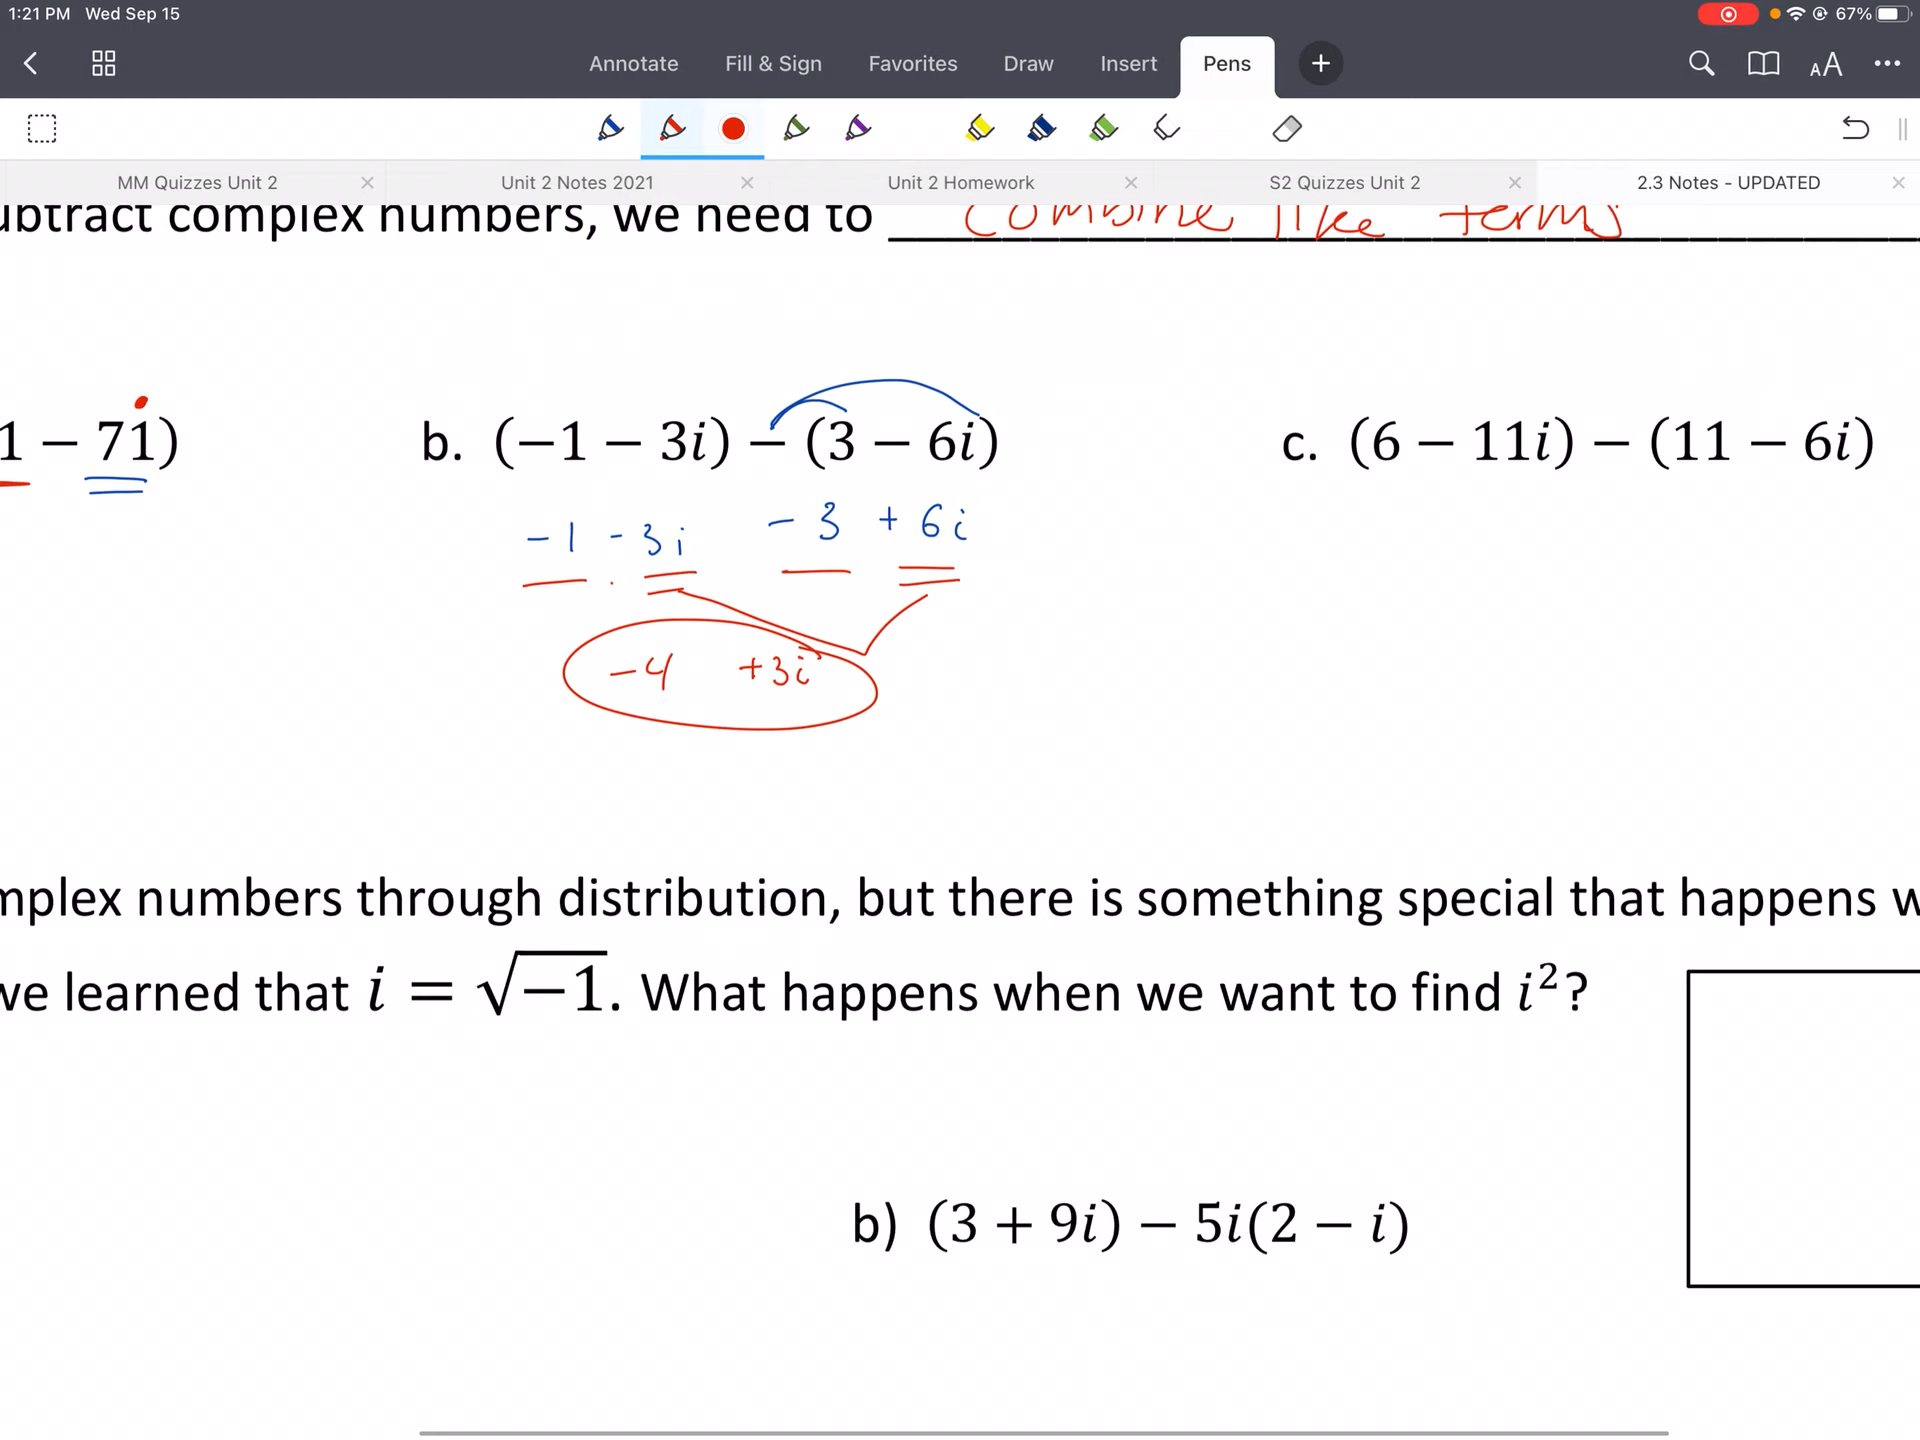 1:21 PM Wed Sep 15 67%
Annotate Fill & Sign Favorites Draw Insert Pens +
AA
MM Quizzes Unit 2 × Unit 2 Notes 2021 × Unit 2 Homework × S2 Quizzes Unit 2 × 2.3 Notes - UPDATED ×
ubtract complex numbers, we need to combine like terms
1 − 7i) b. (−1 − 3i) − (3 − 6i) c. (6 − 11i) − (11 − 6i)
-1 -3i -3 +6i
-4 +3i
mplex numbers through distribution, but there is something special that happens w
we learned that i = √−1. What happens when we want to find i²?
b) (3 + 9i) − 5i(2 − i)